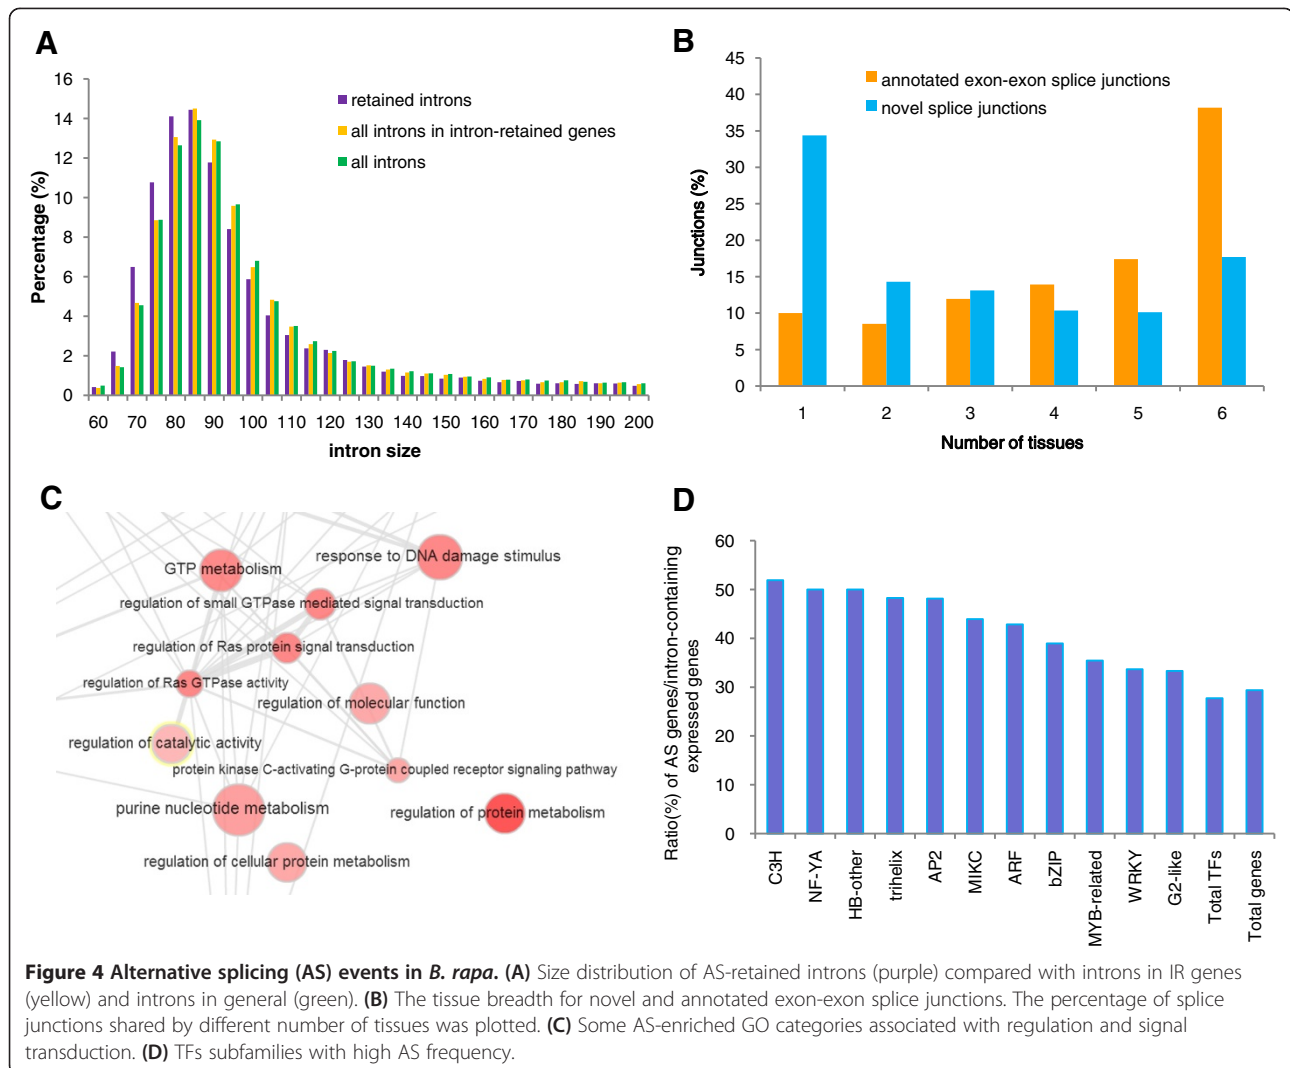 A
16
14
12
10
8
6
4
2
0
Percentage (%)
retained introns
all introns in intron-retained genes
all introns
60 70 80 90 100 110 120 130 140 150 160 170 180 190 200
intron size
B
45
40
35
30
25
20
15
10
5
0
Junctions (%)
annotated exon-exon splice junctions
novel splice junctions
1 2 3 4 5 6
Number of tissues
C
GTP metabolism
response to DNA damage stimulus
regulation of small GTPase mediated signal transduction
regulation of Ras protein signal transduction
regulation of Ras GTPase activity
regulation of molecular function
regulation of catalytic activity
protein kinase C-activating G-protein coupled receptor signaling pathway
purine nucleotide metabolism
regulation of protein metabolism
regulation of cellular protein metabolism
D
60
50
40
30
20
10
0
Ratio(%) of AS genes/intron-containing
expressed genes
C3H
NF-YA
HB-other
trihelix
AP2
MIKC
ARF
bZIP
MYB-related
WRKY
G2-like
Total TFs
Total genes
Figure 4 Alternative splicing (AS) events in B. rapa. (A) Size distribution of AS-retained introns (purple) compared with introns in IR genes
(yellow) and introns in general (green). (B) The tissue breadth for novel and annotated exon-exon splice junctions. The percentage of splice
junctions shared by different number of tissues was plotted. (C) Some AS-enriched GO categories associated with regulation and signal
transduction. (D) TFs subfamilies with high AS frequency.